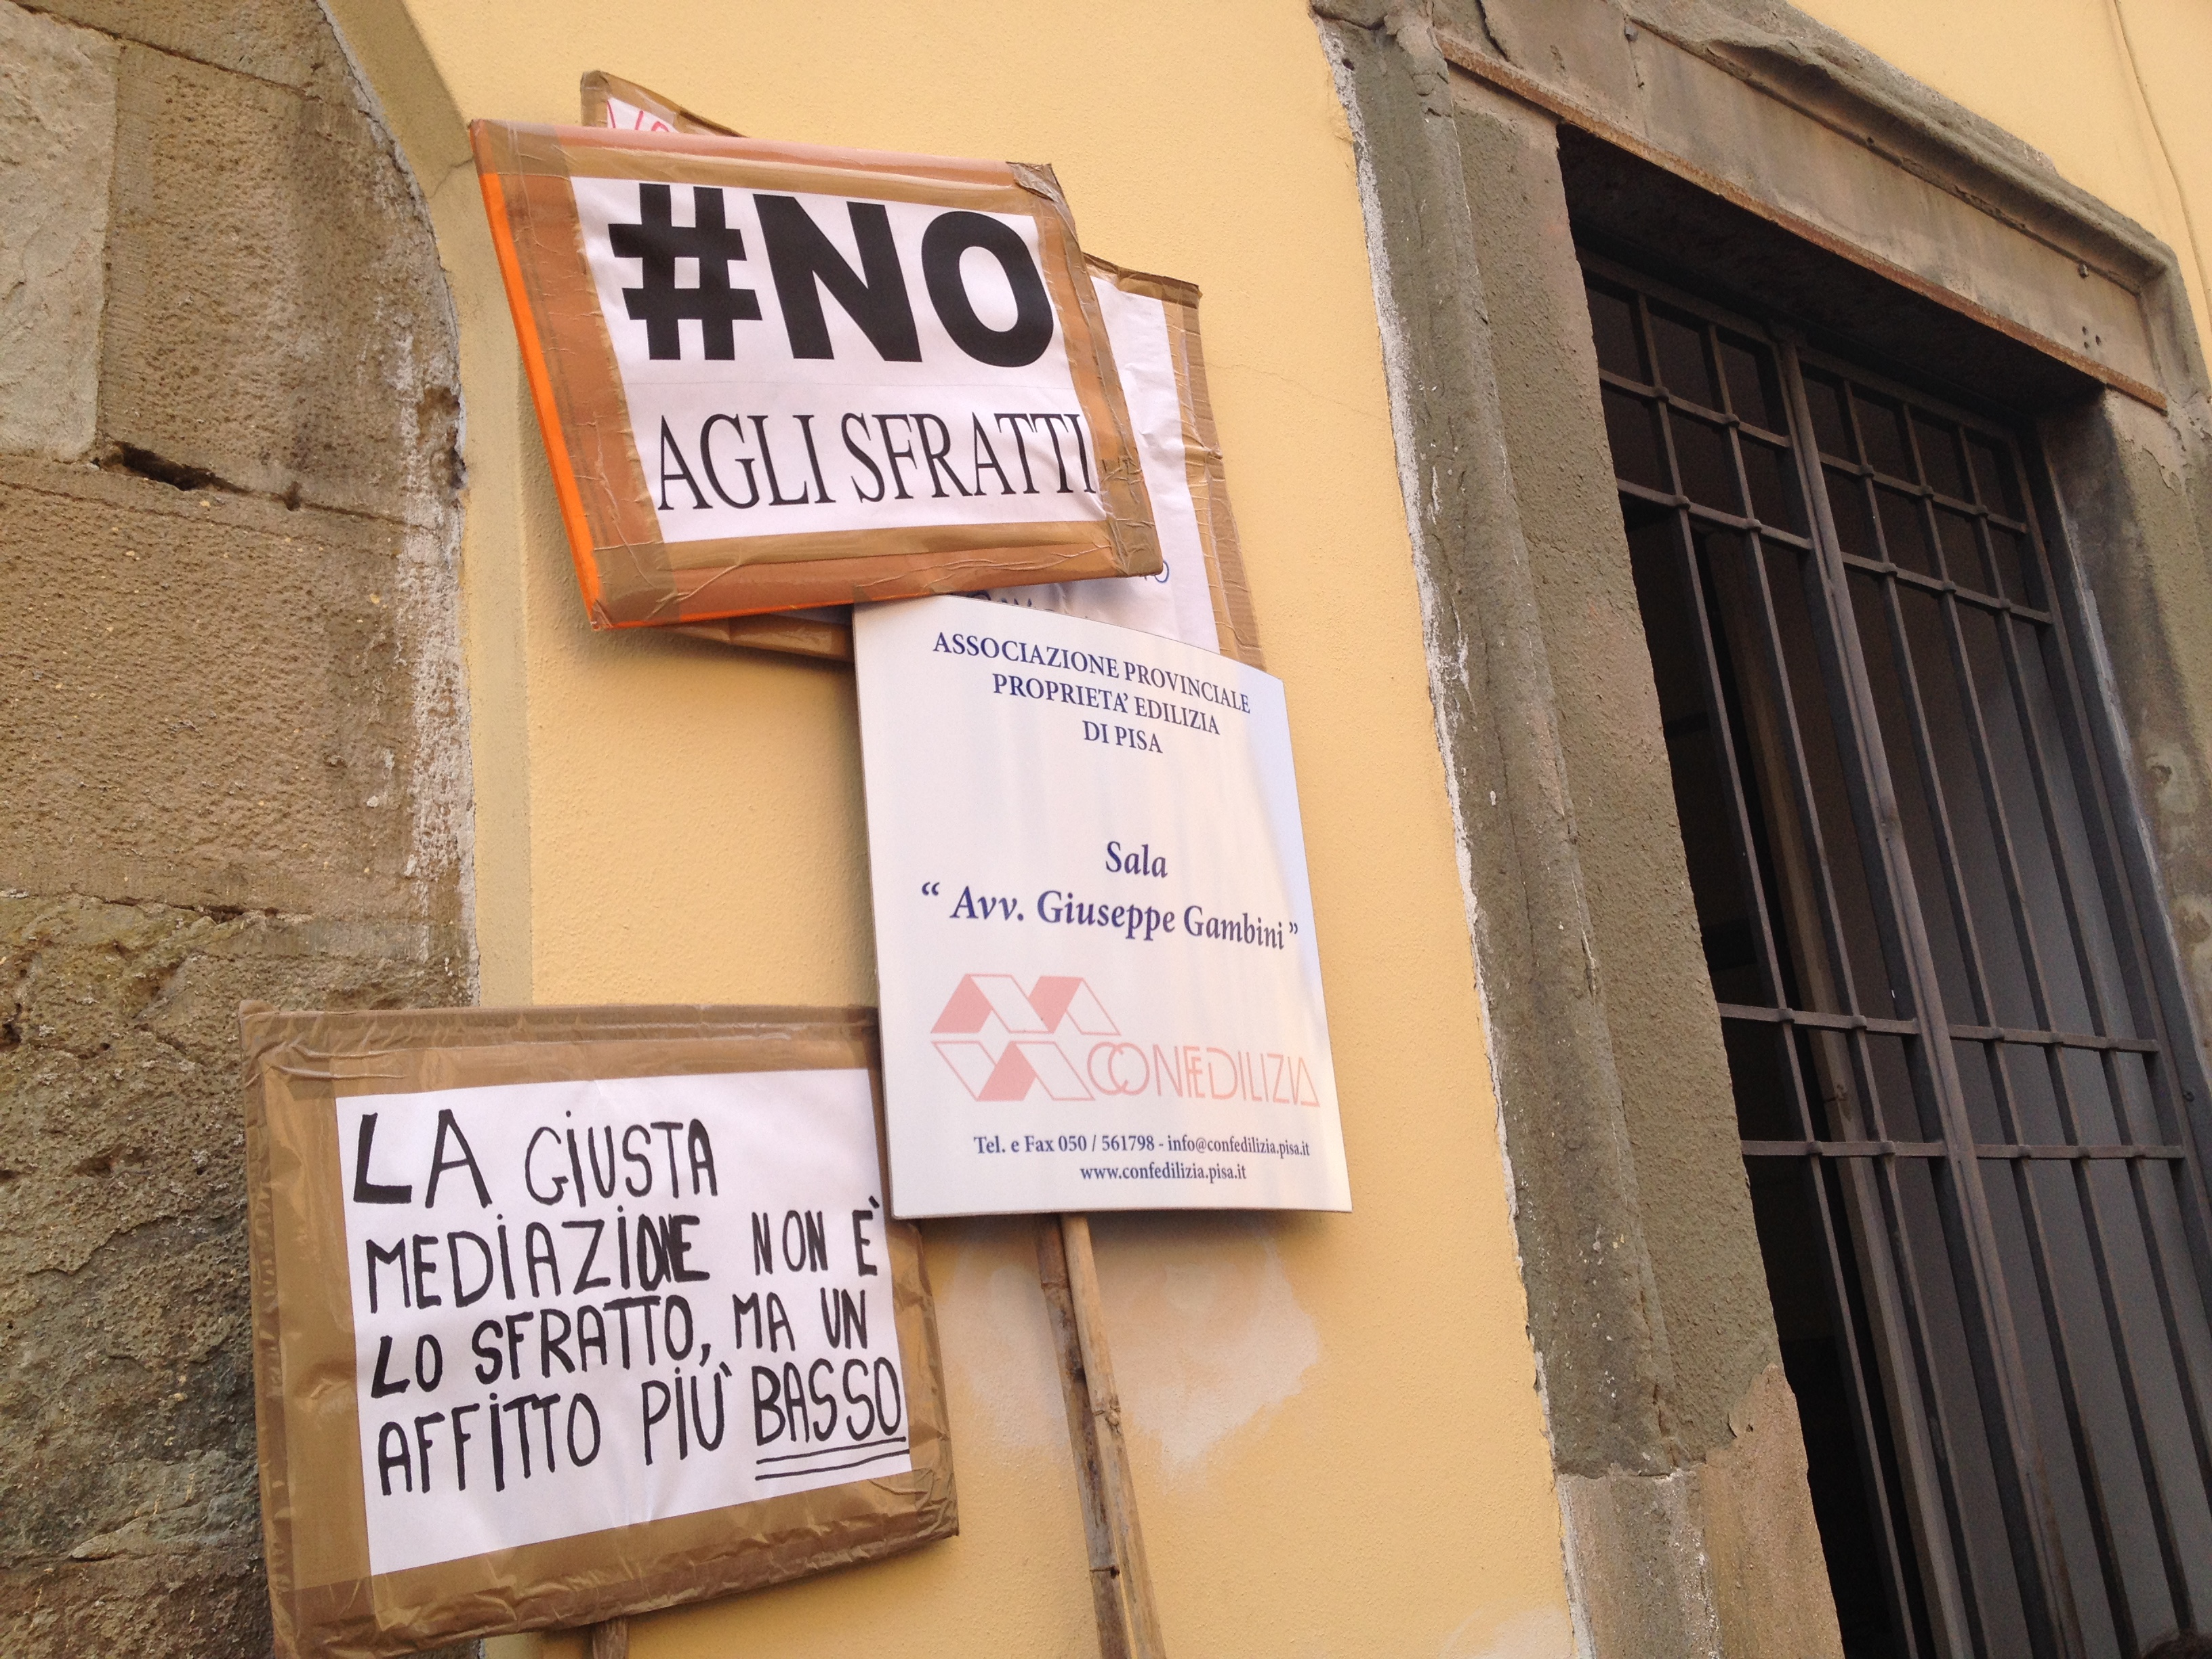 #NO
AGLI SFRATTI
ASSOCIAZIONE PROVINCIALE
PROPRIETA' EDILIZIA
DI PISA
Sala
“ Avv. Giuseppe Gambini ”
CONFEDILIZIA
Tel. e Fax 050 / 561798 - info@confedilizia.pisa.it
www.confedilizia.pisa.it
LA GIUSTA
MEDIAZIONE NON È
LO SFRATTO, MA UN
AFFITTO PIÙ BASSO